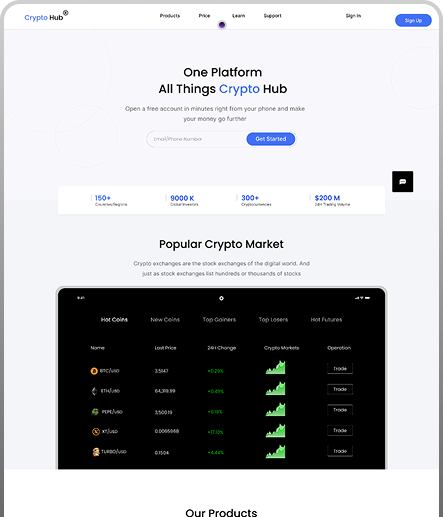 Crypto Hub
Products Price Learn Support Sign In Sign Up
One Platform
All Things Crypto Hub
Open a free account in minutes right from your phone and make
your money go further
Email/Phone Number Get Started
150+ 9000 K 300+ $200 M
Countries/Regions Global Investors Cryptocurrencies 24H Trading Volume
Popular Crypto Market
Crypto exchanges are the stock exchanges of the digital world. And
just as stock exchanges list hundreds or thousands of stocks
9:41
Hot Coins New Coins Top Gainers Top Losers Hot Futures
Name Last Price 24H Change Crypto Markets Operation
BTC/USD 3.5147 +0.29% Trade
ETH/USD 64,319.99 +0.45% Trade
PEPE/USD 3,500.19 +0.19% Trade
XT/USD 0.0065968 +17.10% Trade
TURBO/USD 0.1504 +4.44% Trade
Our Products